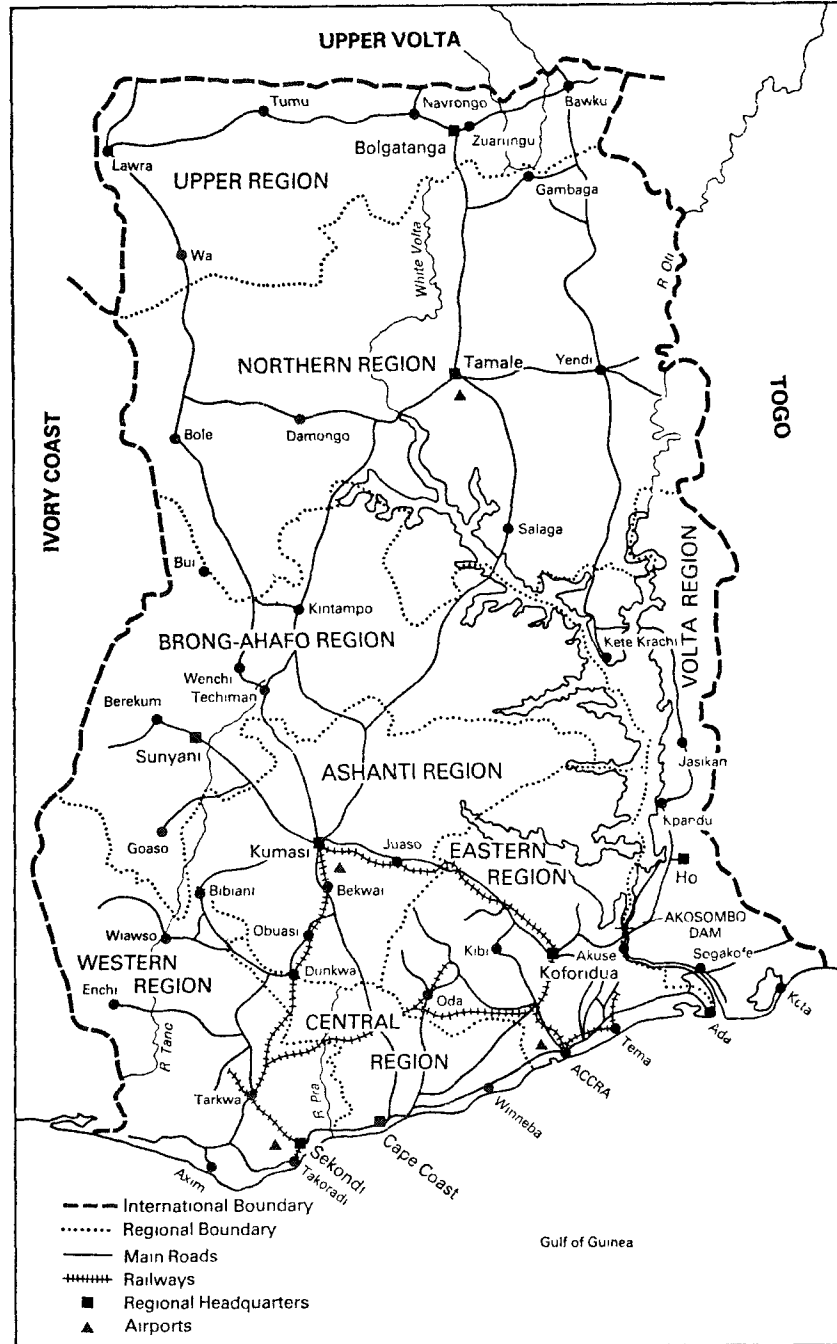 UPPER VOLTA
Tumu
Navrongo
Bawku
Lawra
Bolgatanga
Zuarungu
UPPER REGION
Gambaga
Wa
White Volta
R Oti
NORTHERN REGION
Tamale
Yendi
TOGO
IVORY COAST
Bole
Damongo
Salaga
Bui
Kintampo
BRONG-AHAFO REGION
Kete Krachi
VOLTA REGION
Wenchi
Techiman
Berekum
Sunyani
ASHANTI REGION
Jasikan
Kpandu
Goaso
Kumasi
Juaso
EASTERN
REGION
Ho
Bibiani
Bekwai
AKOSOMBO
DAM
Wiawso
Obuasi
Kibi
Akuse
Sogako'e
Koforidua
WESTERN
REGION
Dunkwa
Enchi
Oda
Keta
CENTRAL
REGION
Ada
Tema
R Tano
ACCRA
Tarkwa
R Pra
Winneba
Cape Coast
Sekondi
Takoradi
Axim
International Boundary
Regional Boundary
Gulf of Guinea
Main Roads
Railways
Regional Headquarters
Airports